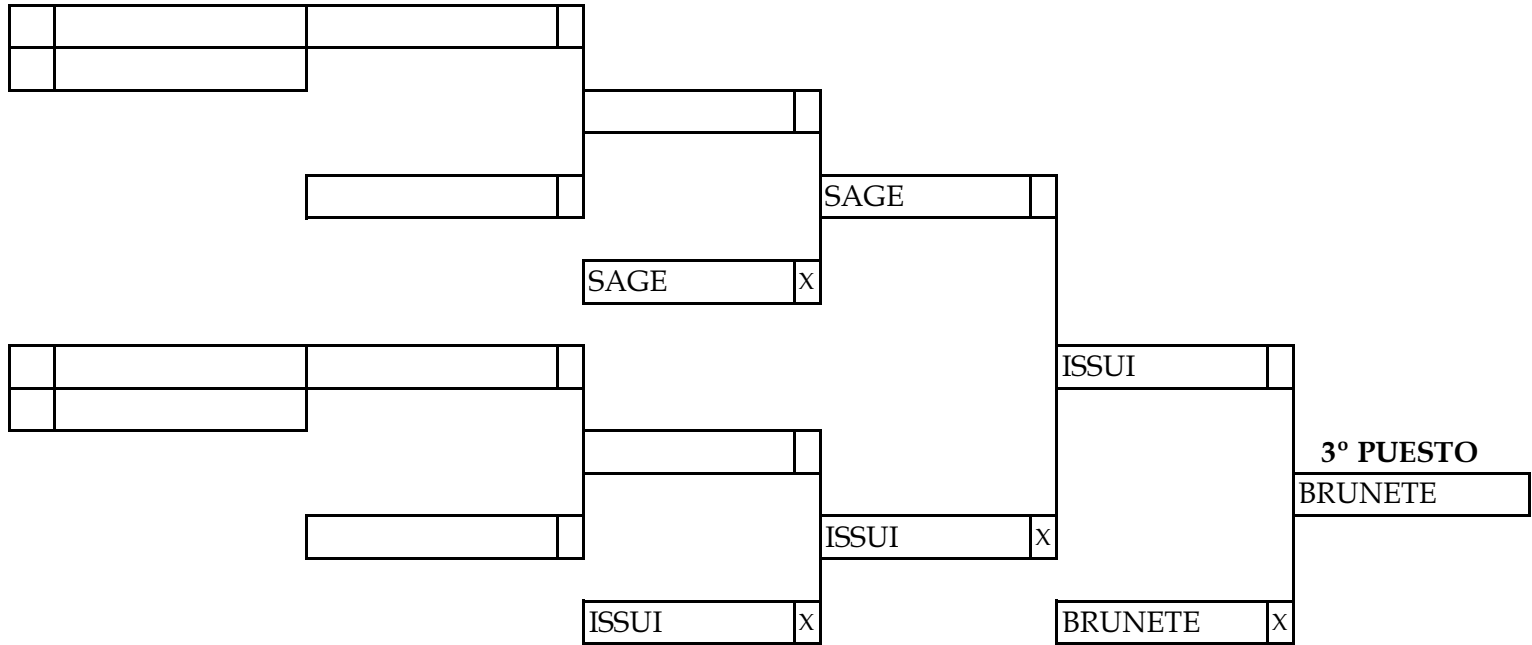 SAGE
SAGE X
ISSUI
3º PUESTO
BRUNETE
ISSUI X
ISSUI X
BRUNETE X